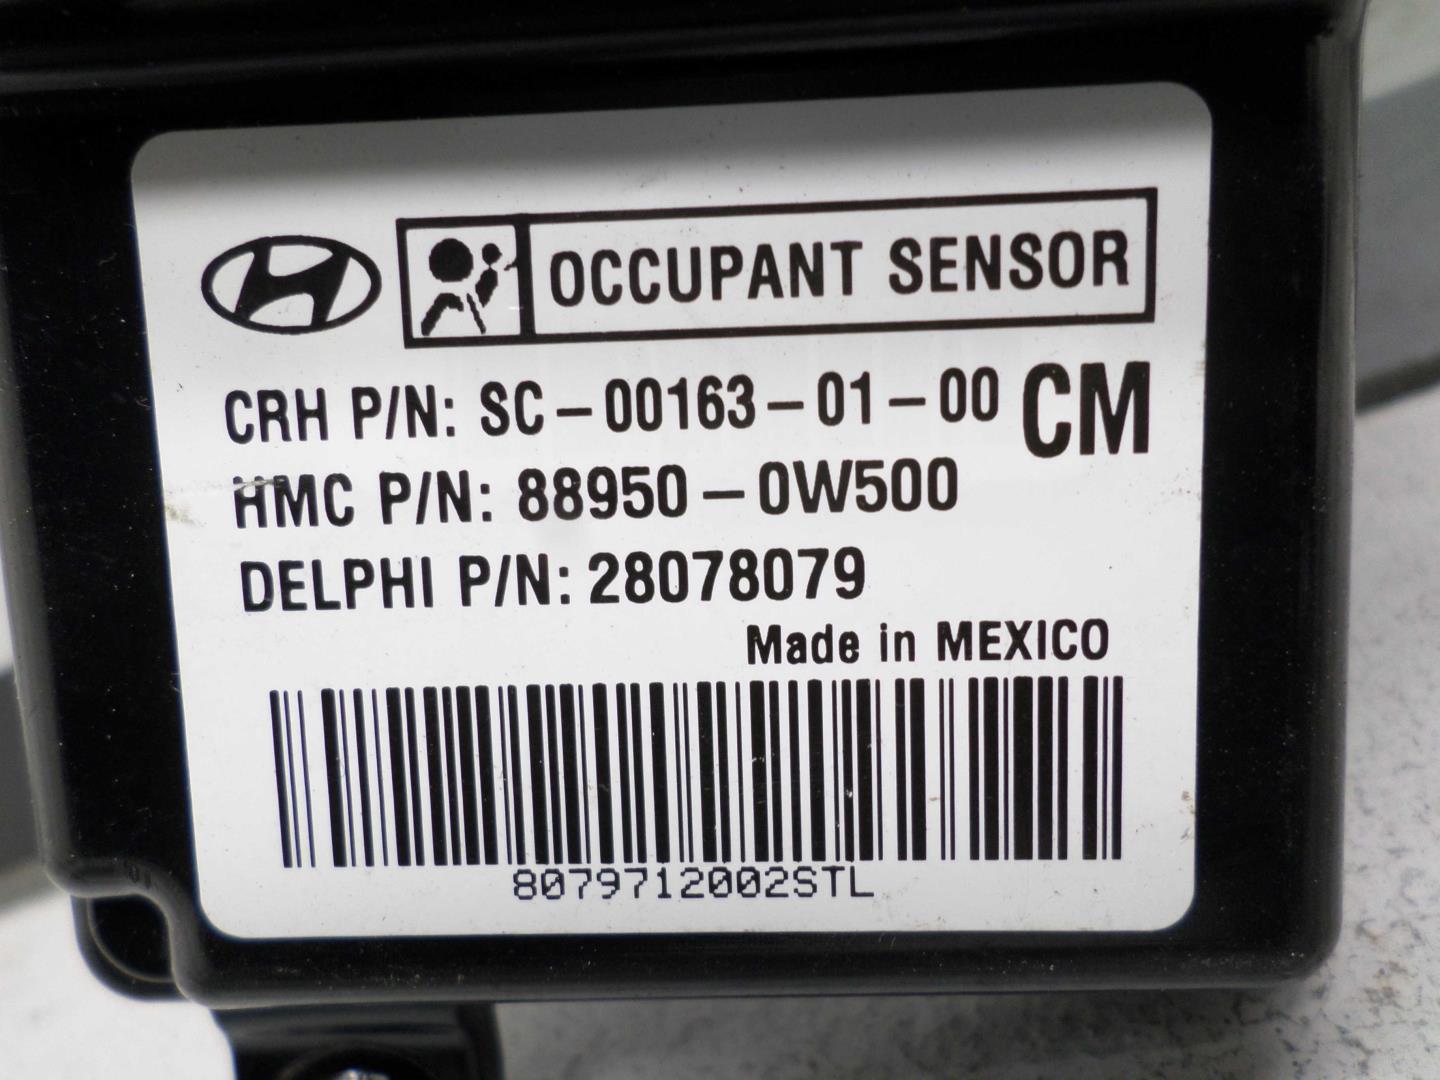 OCCUPANT SENSOR
CRH P/N: SC-00163-01-00 CM
HMC P/N: 88950-0W500
DELPHI P/N: 28078079
Made in MEXICO
8079712002STL